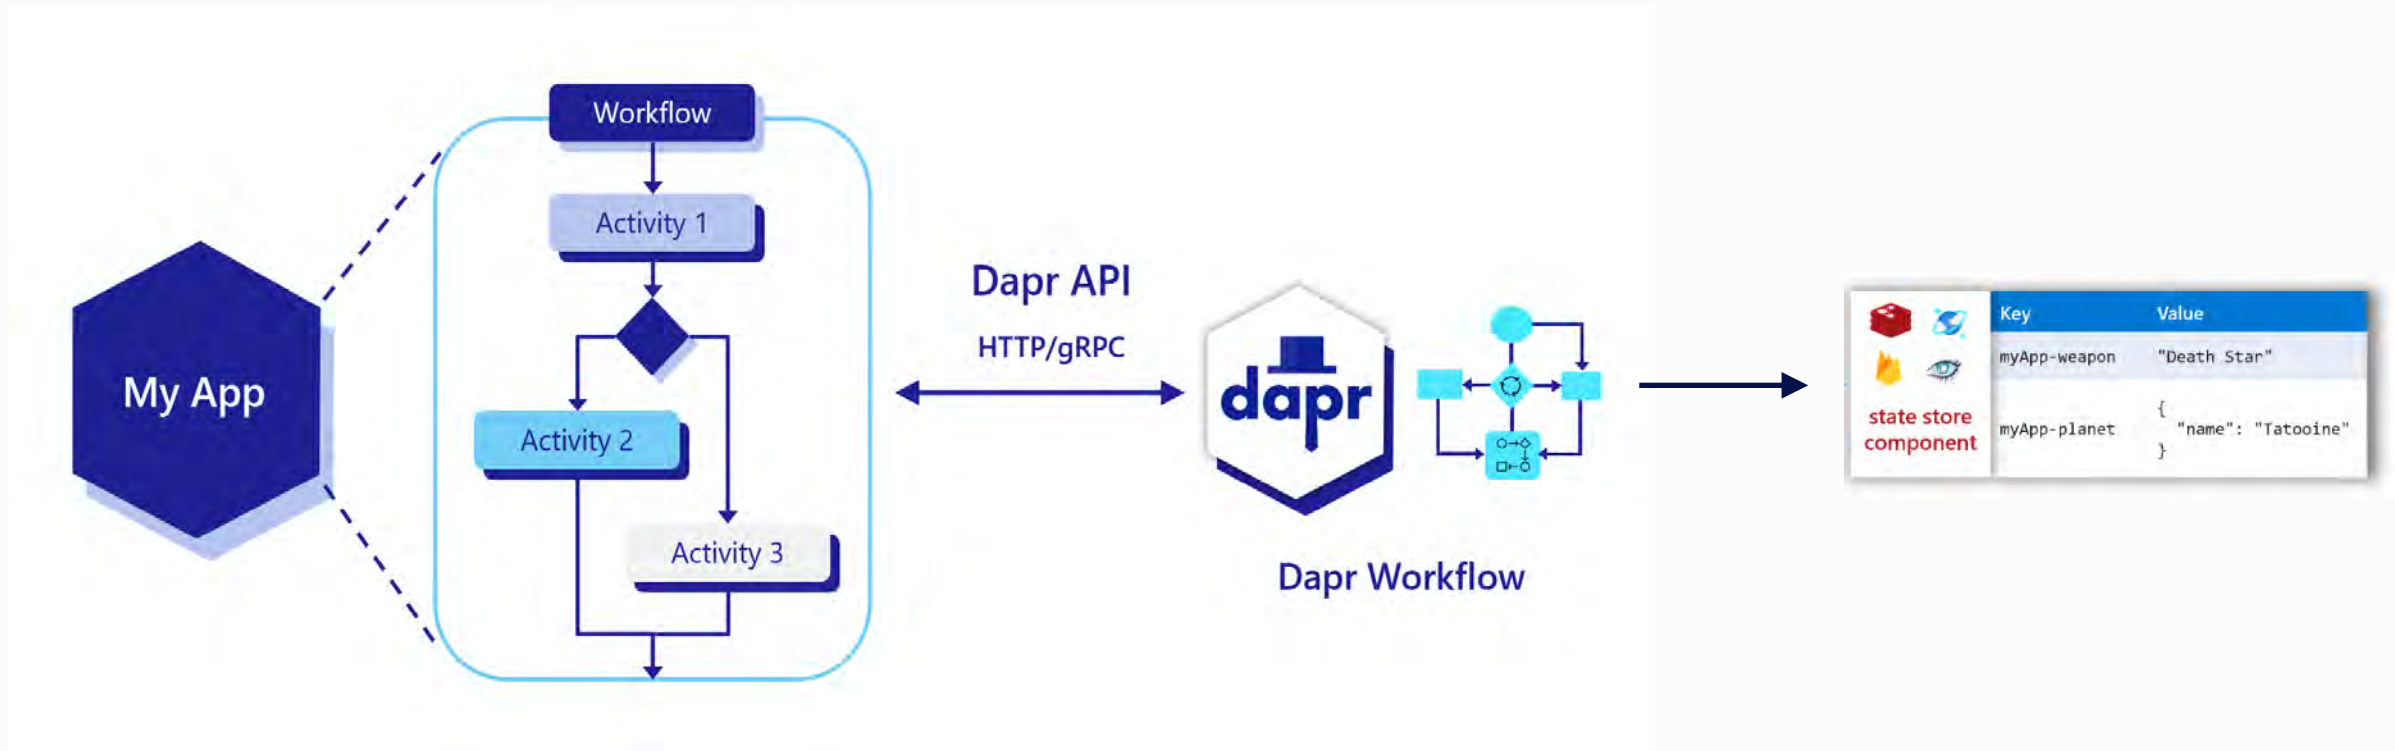 My App
Workflow
Activity 1
Activity 2
Activity 3
Dapr API
HTTP/gRPC
dapr
Dapr Workflow
state store
component
Key Value
myApp-weapon "Death Star"
myApp-planet {
"name": "Tatooine"
}